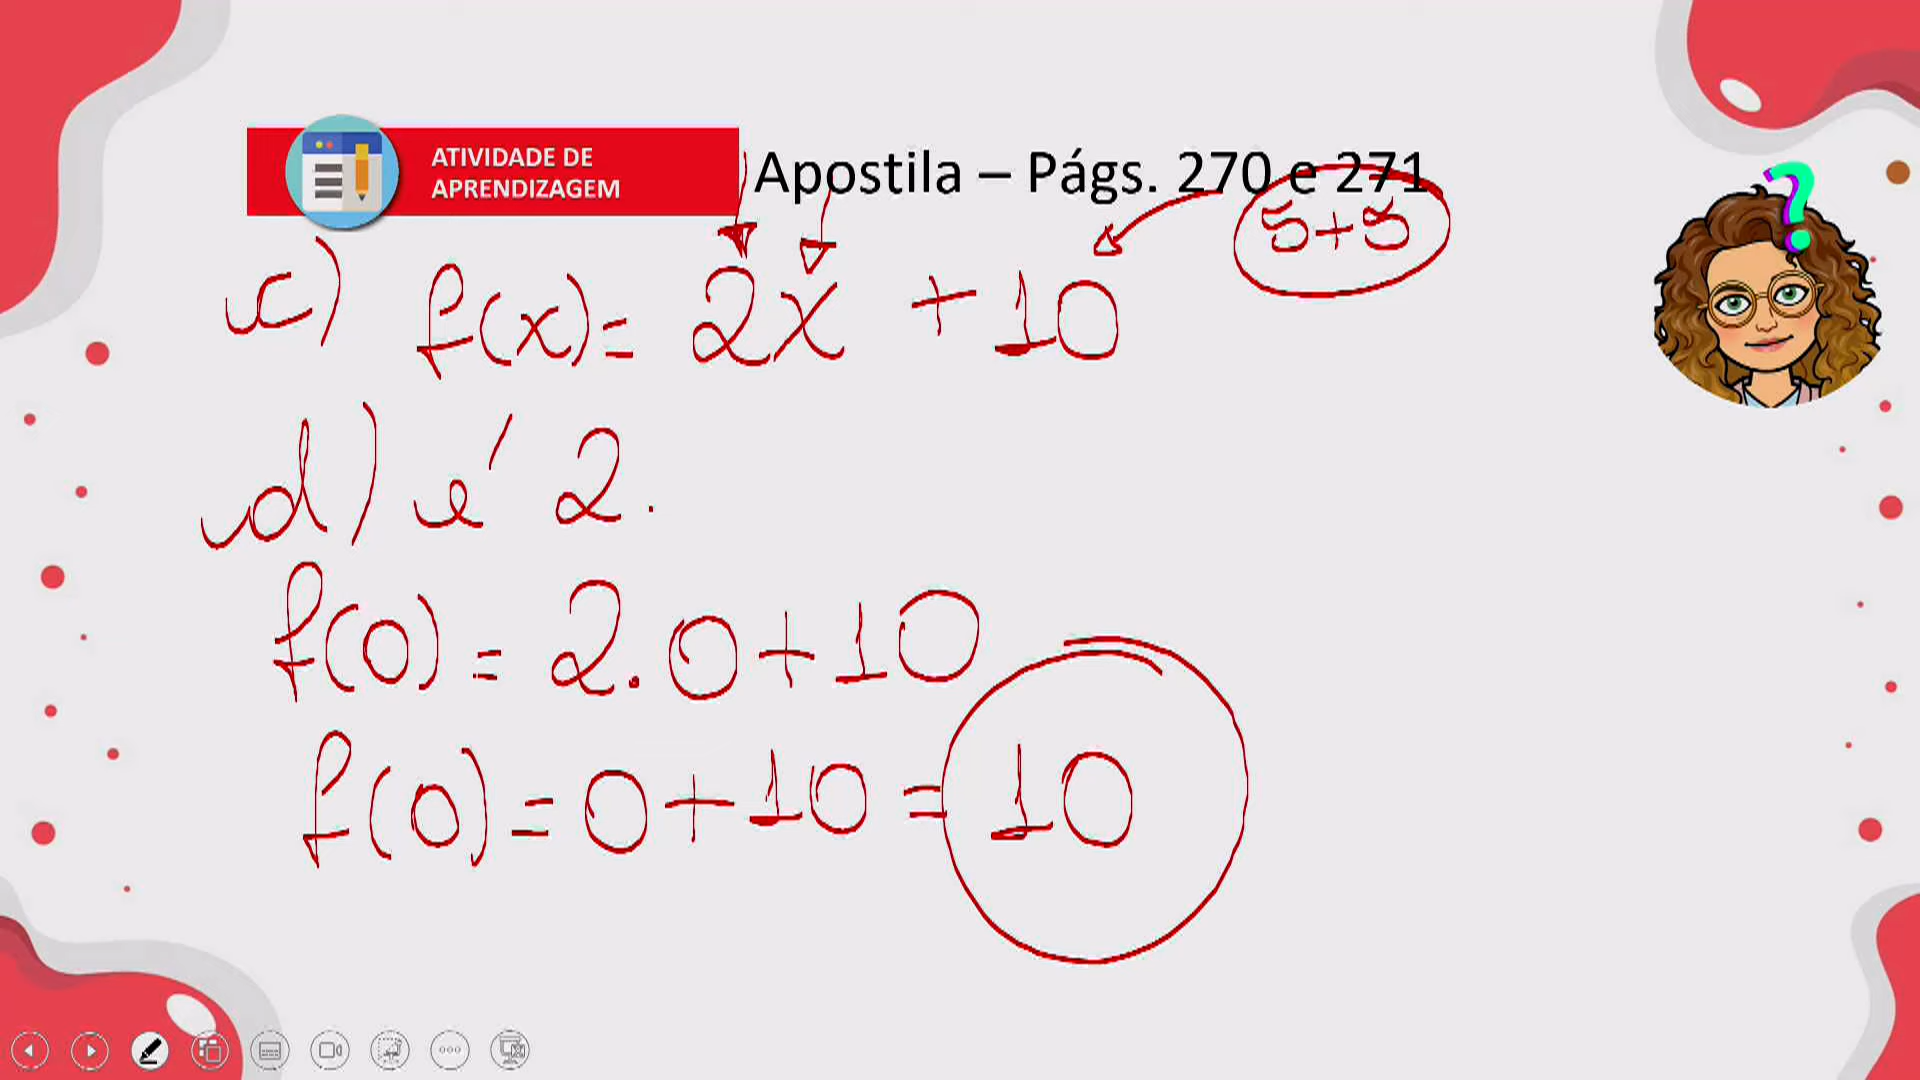 ATIVIDADE DE
APRENDIZAGEM
Apostila – Págs. 270 e 271
5+5
c) f(x)= 2x +10
d) é 2.
f(0)=2.0+10
f(0)=0+10=10
?